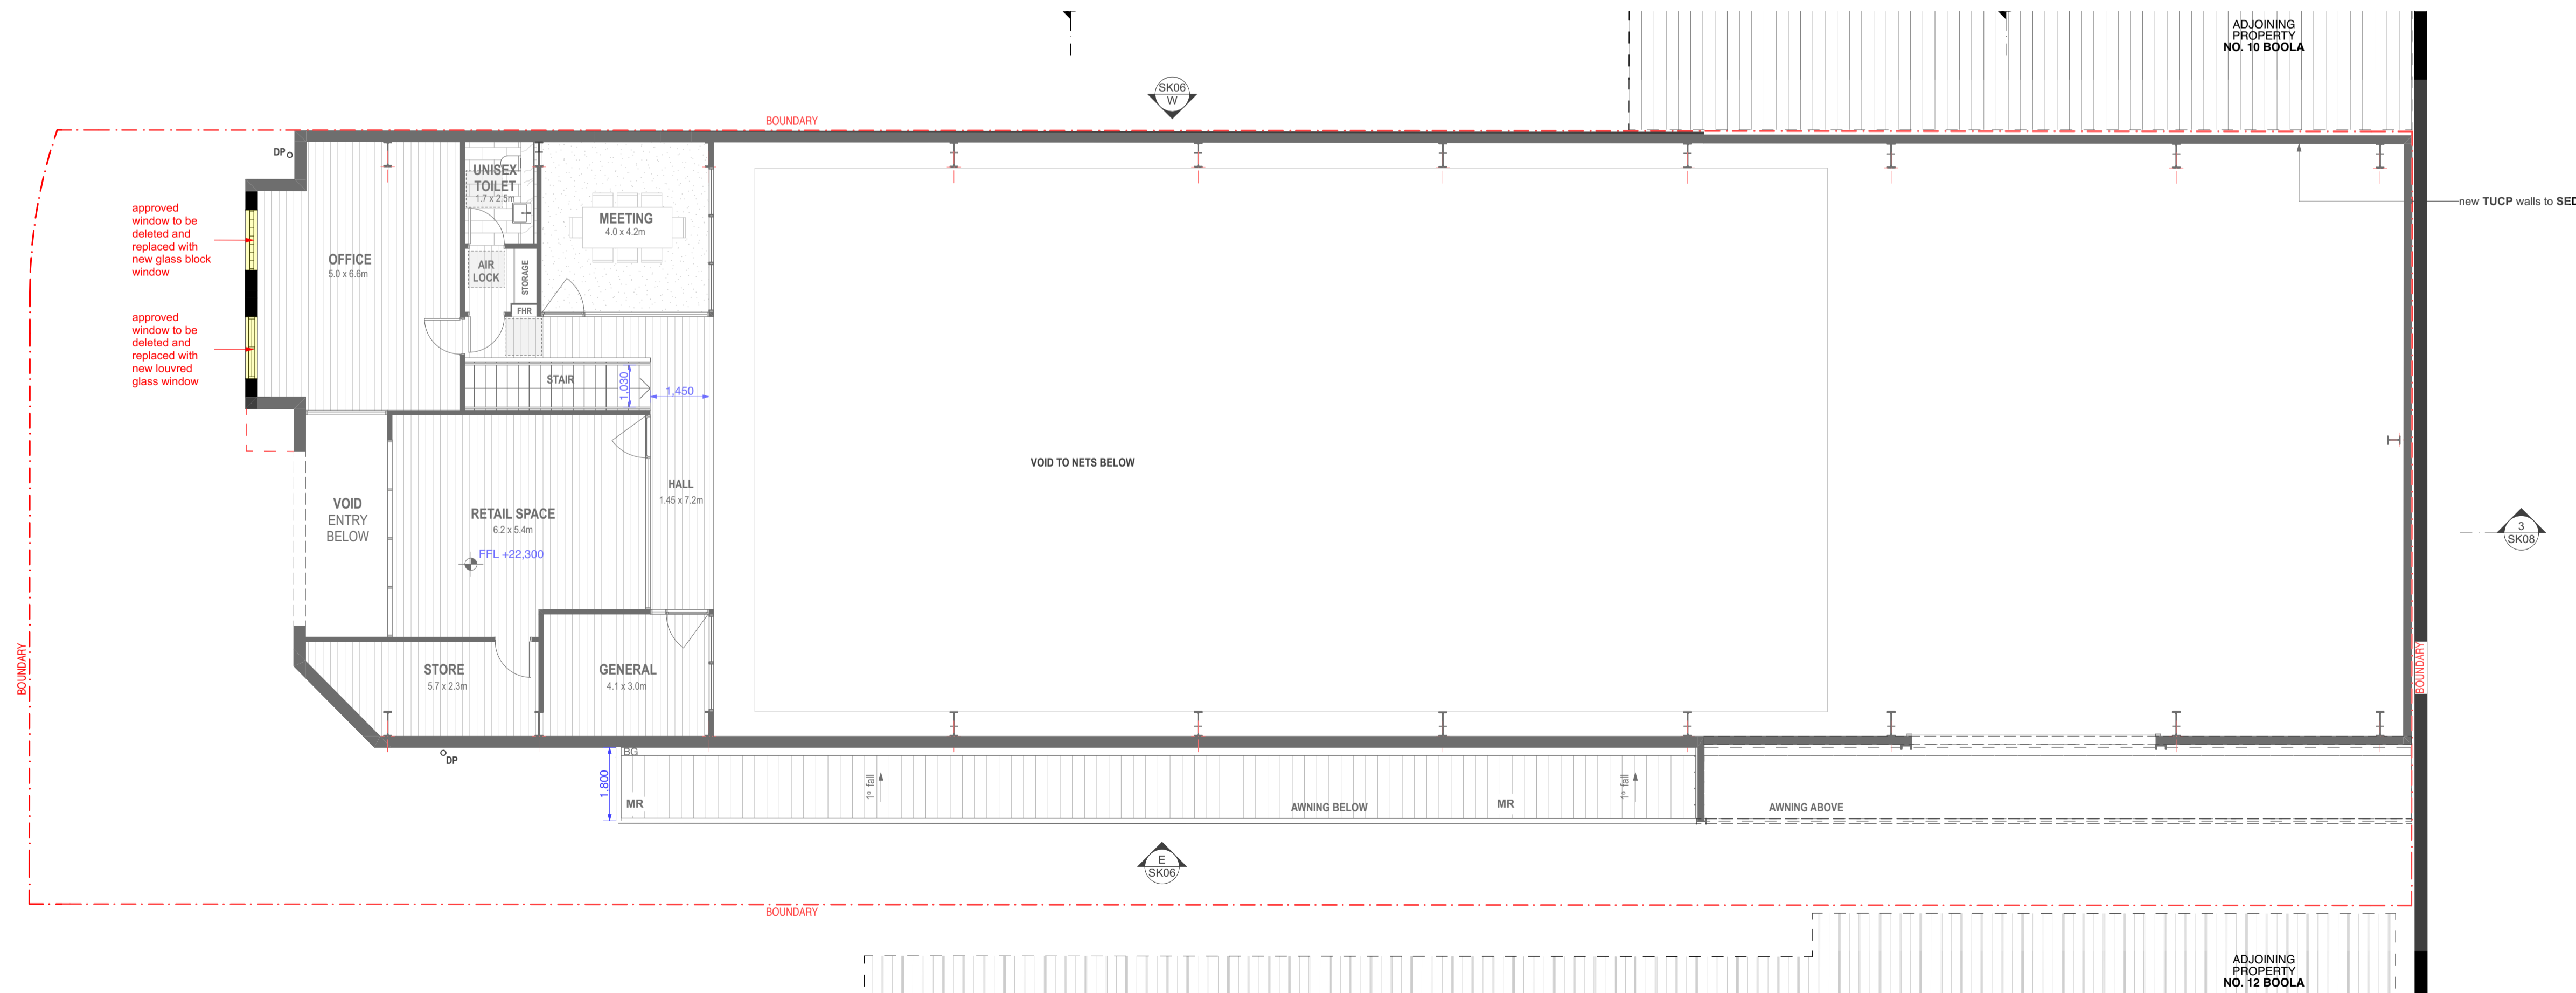 ADJOINING
PROPERTY
NO. 10 BOOLA
SK06
W
BOUNDARY
DP
UNISEX
TOILET
1.7 x 2.5m
MEETING
4.0 x 4.2m
new TUCP walls to SED
approved
window to be
deleted and
replaced with
new glass block
window
OFFICE
5.0 x 6.6m
AIR
LOCK
STORAGE
FHR
approved
window to be
deleted and
replaced with
new louvred
glass window
STAIR
1,030
1,450
VOID TO NETS BELOW
HALL
1.45 x 7.2m
VOID
ENTRY
BELOW
RETAIL SPACE
6.2 x 5.4m
FFL +22,300
3
SK08
BOUNDARY
BOUNDARY
STORE
5.7 x 2.3m
GENERAL
4.1 x 3.0m
DP
BG
1,800
MR
1° fall
AWNING BELOW
MR
1° fall
AWNING ABOVE
E
SK06
BOUNDARY
ADJOINING
PROPERTY
NO. 12 BOOLA